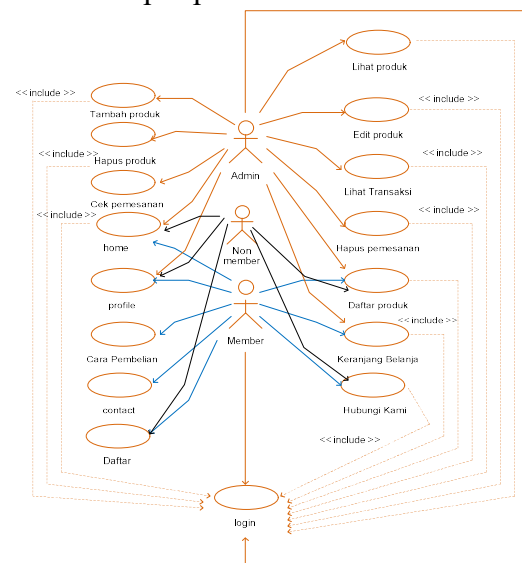 Lihat produk
<< include >>
<< include >>
Tambah produk
Edit produk
<< include >>
<< include >>
Hapus produk
Admin
Lihat Transaksi
Cek pemesanan
<< include >>
<< include >>
home
Hapus pemesanan
Non
member
profile
Daftar produk
<< include >>
Member
Cara Pembelian
Keranjang Belanja
contact
Hubungi Kami
<< include >>
Daftar
login